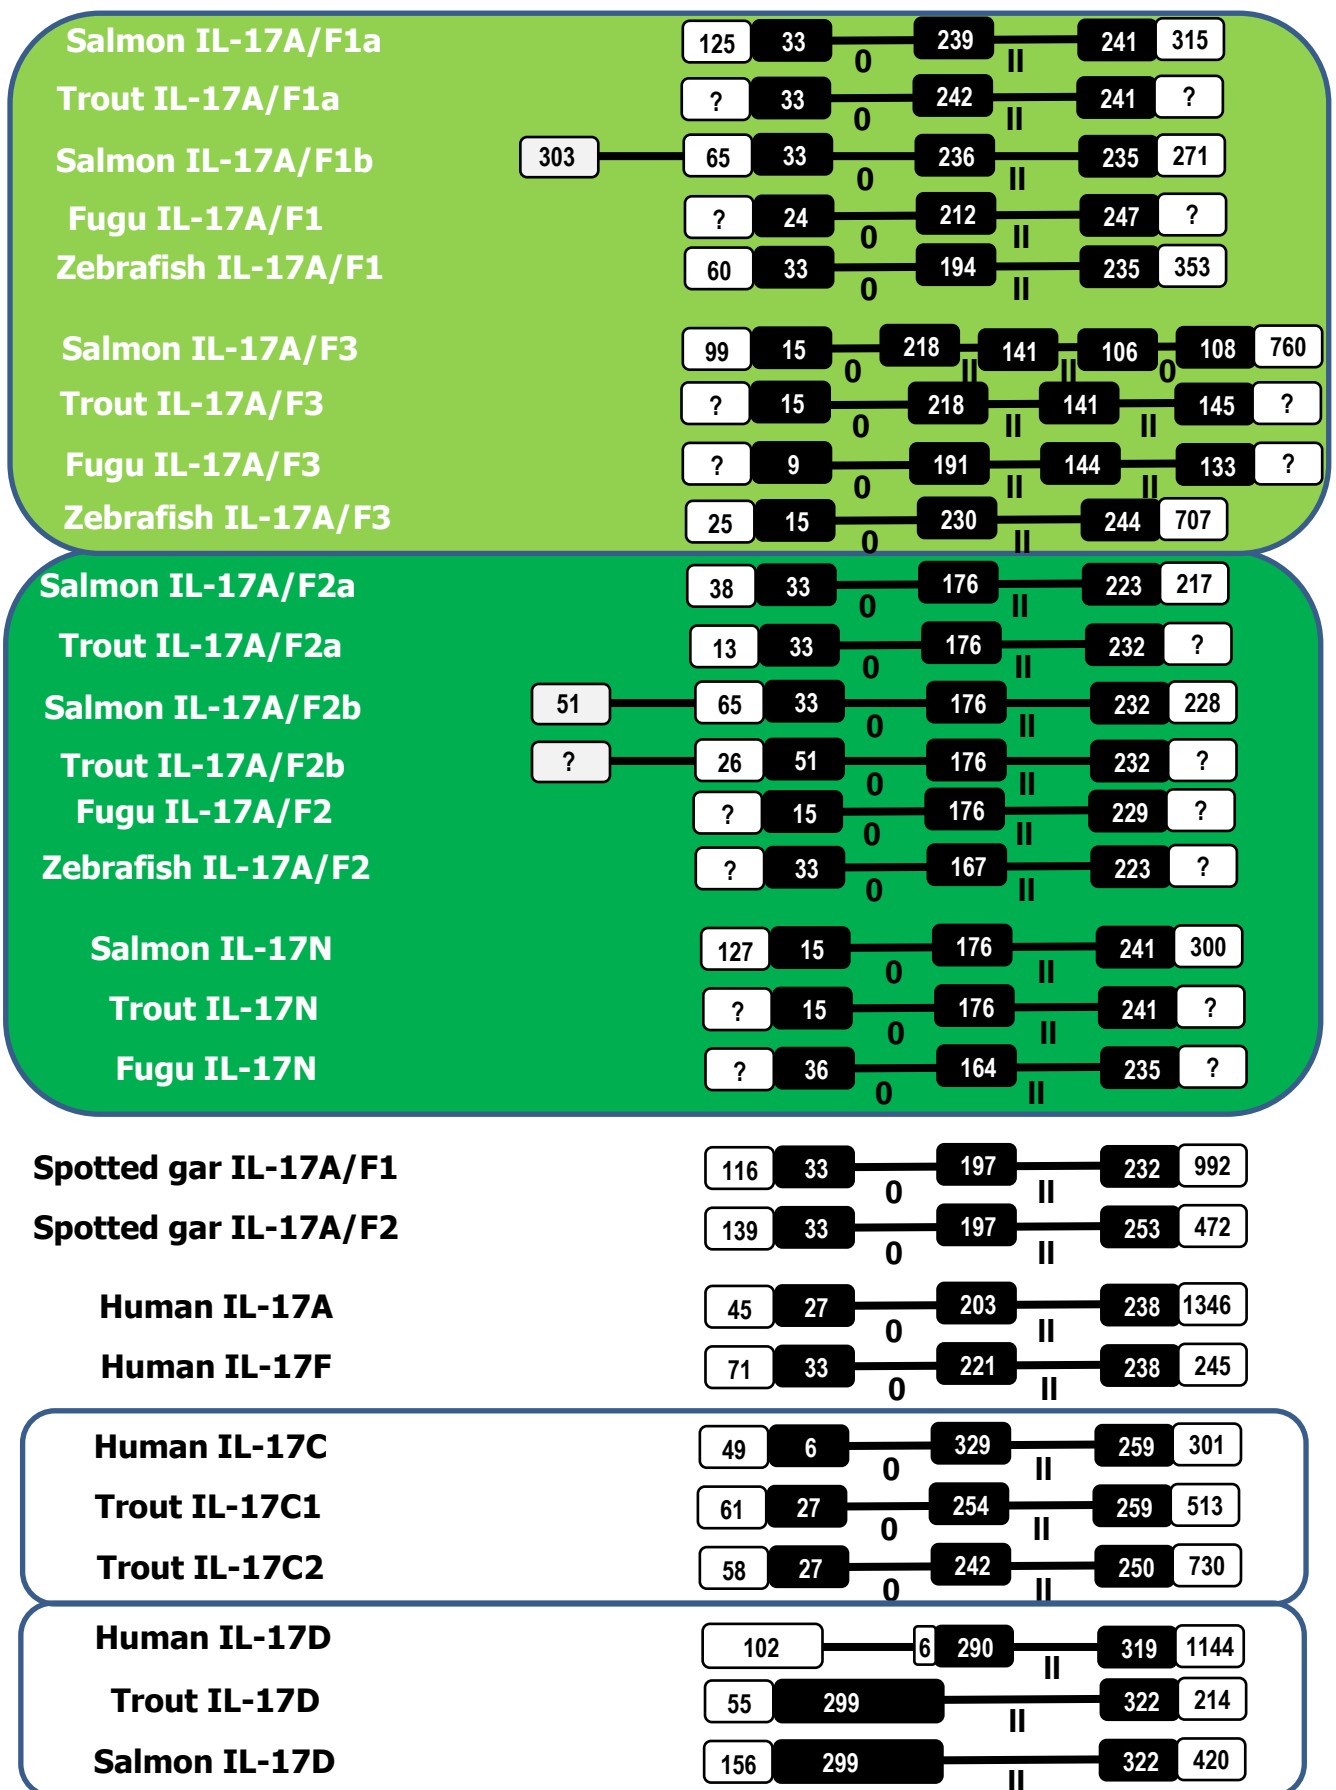 Salmon IL-17A/F1a 125 33 239 241 315
0 II
Trout IL-17A/F1a ? 33 242 241 ?
0 II
Salmon IL-17A/F1b 303 65 33 236 235 271
0 II
Fugu IL-17A/F1 ? 24 212 247 ?
0 II
Zebrafish IL-17A/F1 60 33 194 235 353
0 II
Salmon IL-17A/F3 99 15 218 141 106 108 760
0 II II 0
Trout IL-17A/F3 ? 15 218 141 145 ?
0 II II
Fugu IL-17A/F3 ? 9 191 144 133 ?
0 II II
Zebrafish IL-17A/F3 25 15 230 244 707
0 II
Salmon IL-17A/F2a 38 33 176 223 217
0 II
Trout IL-17A/F2a 13 33 176 232 ?
0 II
Salmon IL-17A/F2b 51 65 33 176 232 228
0 II
Trout IL-17A/F2b ? 26 51 176 232 ?
0 II
Fugu IL-17A/F2 ? 15 176 229 ?
0 II
Zebrafish IL-17A/F2 ? 33 167 223 ?
0 II
Salmon IL-17N 127 15 176 241 300
0 II
Trout IL-17N ? 15 176 241 ?
0 II
Fugu IL-17N ? 36 164 235 ?
0 II
Spotted gar IL-17A/F1 116 33 197 232 992
0 II
Spotted gar IL-17A/F2 139 33 197 253 472
0 II
Human IL-17A 45 27 203 238 1346
0 II
Human IL-17F 71 33 221 238 245
0 II
Human IL-17C 49 6 329 259 301
0 II
Trout IL-17C1 61 27 254 259 513
0 II
Trout IL-17C2 58 27 242 250 730
0 II
Human IL-17D 102 6 290 319 1144
II
Trout IL-17D 55 299 322 214
II
Salmon IL-17D 156 299 322 420
II